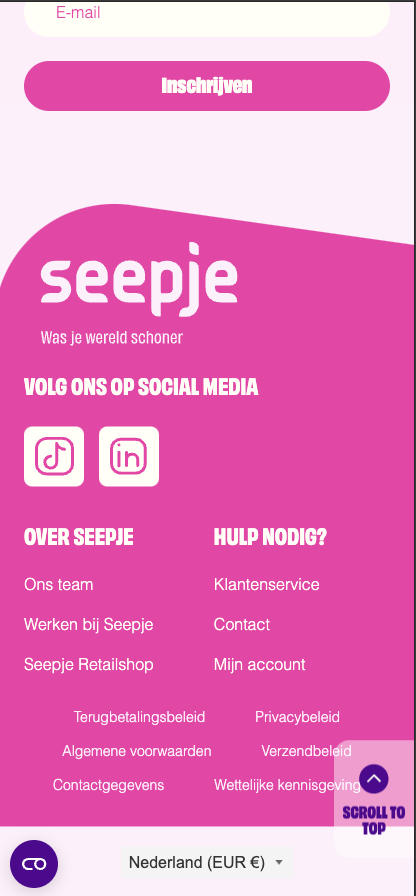 E-mail
Inschrijven
seepje
Was je wereld schoner
VOLG ONS OP SOCIAL MEDIA
in
OVER SEEPJE
HULP NODIG?
Ons team
Klantenservice
Werken bij Seepje
Contact
Seepje Retailshop
Mijn account
Terugbetalingsbeleid
Privacybeleid
Algemene voorwaarden
Verzendbeleid
Contactgegevens
Wettelijke kennisgeving
SCROLL TO
TOP
Nederland (EUR €)